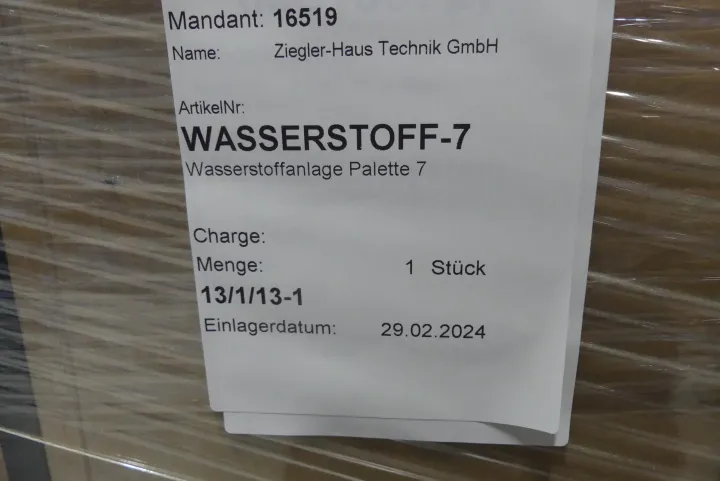 Mandant: 16519
Name: Ziegler-Haus Technik GmbH
ArtikelNr:
WASSERSTOFF-7
Wasserstoffanlage Palette 7
Charge:
Menge: 1 Stück
13/1/13-1
Einlagerdatum: 29.02.2024